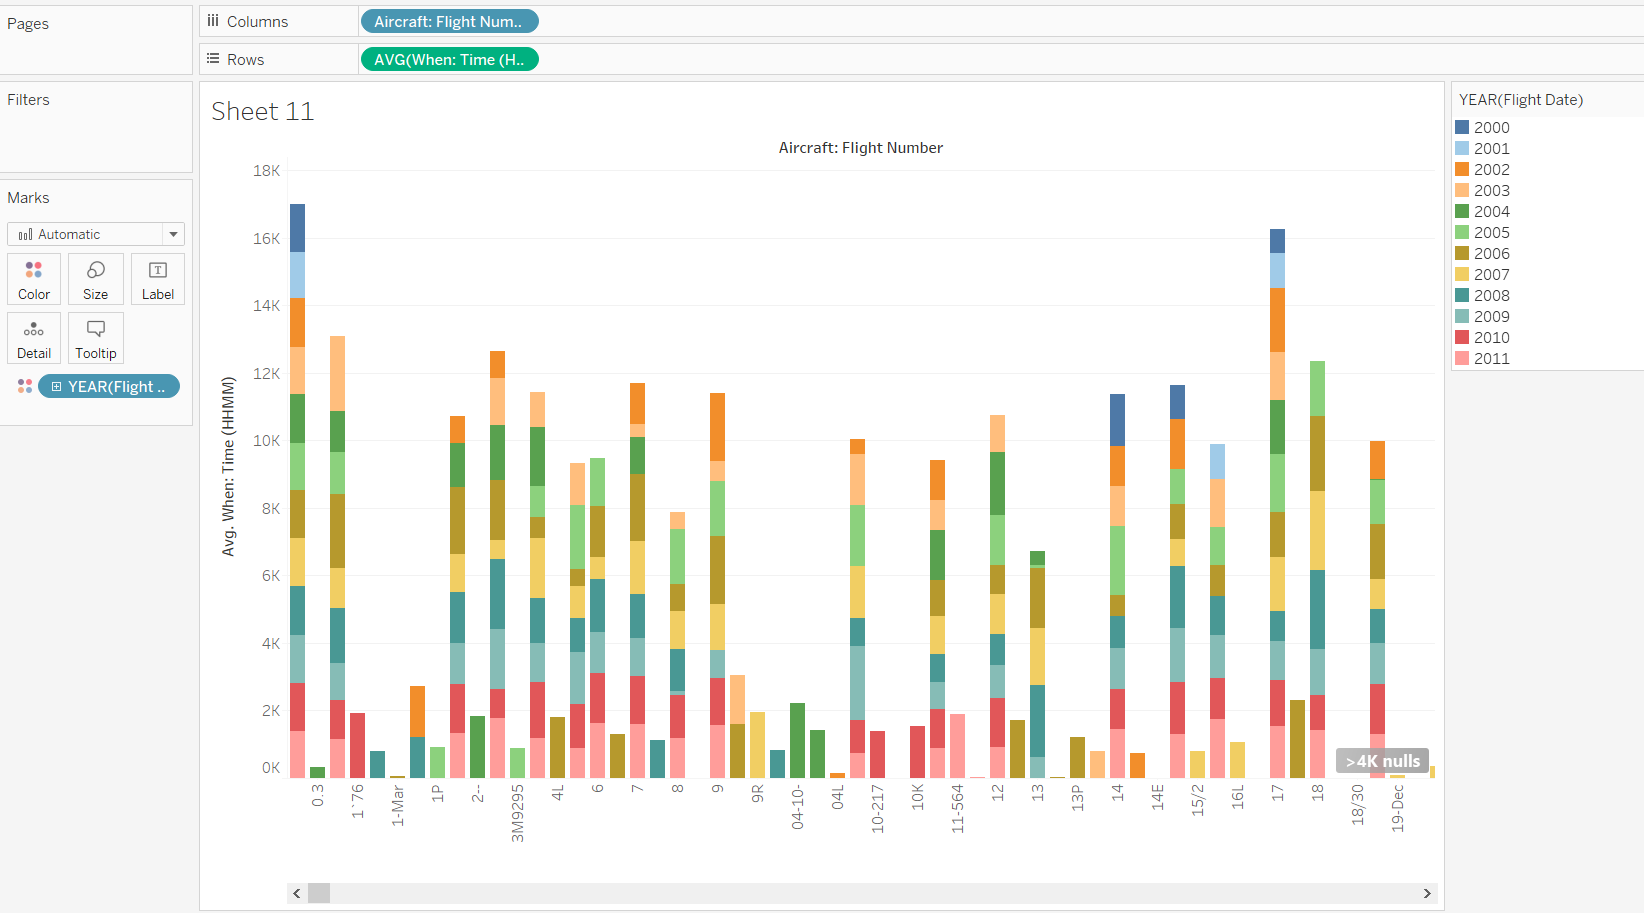 Pages
Columns
Aircraft: Flight Num..
Rows
AVG(When: Time (H..
Filters
Marks
Automatic
Color
Size
Label
Detail
Tooltip
YEAR(Flight ..
Sheet 11
Aircraft: Flight Number
Avg. When: Time (HHMM)
18K
16K
14K
12K
10K
8K
6K
4K
2K
0K
>4K nulls
0.3
1`76
1-Mar
1P
2--
3M9295
4L
6
7
8
9
9R
04-10-
04L
10-217
10K
11-564
12
13
13P
14
14E
15/2
16L
17
18
18/30
19-Dec
YEAR(Flight Date)
2000
2001
2002
2003
2004
2005
2006
2007
2008
2009
2010
2011